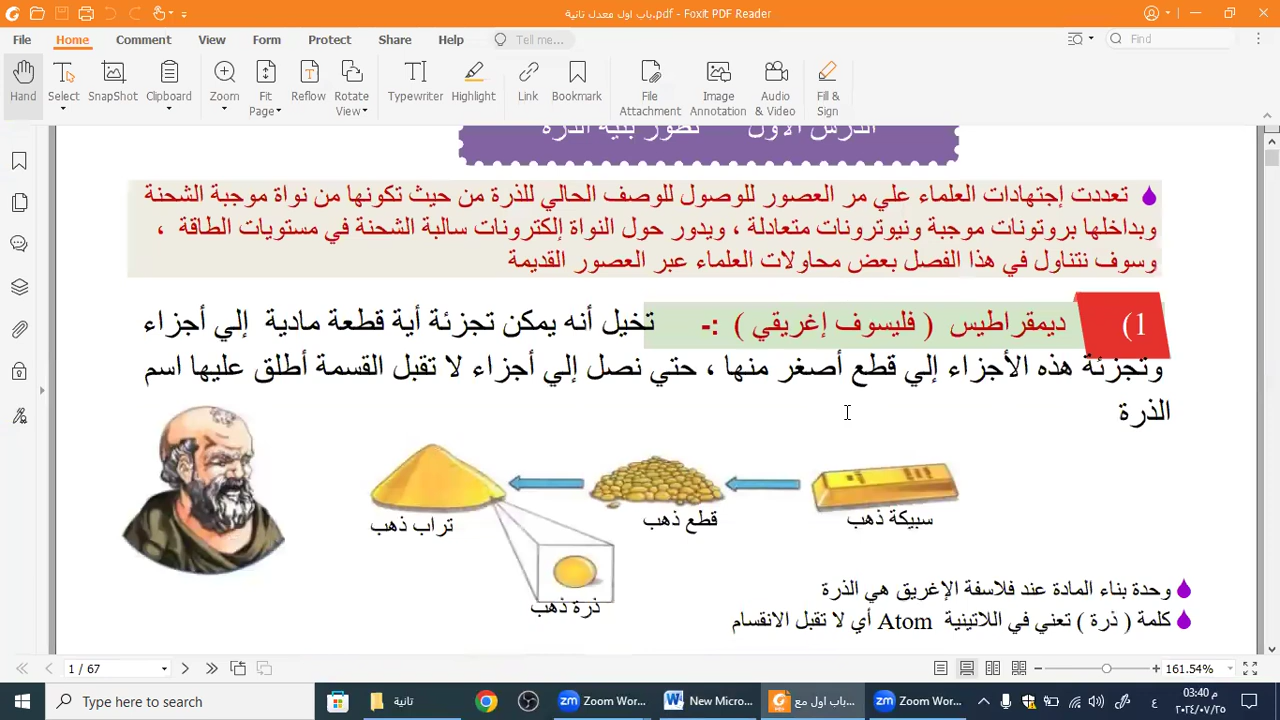 باب اول معدل تانية.pdf - Foxit PDF Reader
File Home Comment View Form Protect Share Help Tell me... Find
Hand Select SnapShot Clipboard Zoom Fit Page Reflow Rotate View Typewriter Highlight Link Bookmark File Attachment Image Annotation Audio & Video Fill & Sign
الدرس الاول تطور بنية الذرة
تعددت إجتهادات العلماء علي مر العصور للوصول للوصف الحالي للذرة من حيث تكونها من نواة موجبة الشحنة
وبداخلها بروتونات موجبة ونيوترونات متعادلة ، ويدور حول النواة إلكترونات سالبة الشحنة في مستويات الطاقة ،
وسوف نتناول في هذا الفصل بعض محاولات العلماء عبر العصور القديمة
1) ديمقراطيس ( فليسوف إغريقي ) :- تخيل أنه يمكن تجزئة أية قطعة مادية إلي أجزاء
وتجزئة هذه الأجزاء إلي قطع أصغر منها ، حتي نصل إلي أجزاء لا تقبل القسمة أطلق عليها اسم
الذرة
سبيكة ذهب
قطع ذهب
تراب ذهب
ذرة ذهب
وحدة بناء المادة عند فلاسفة الإغريق هي الذرة
كلمة ( ذرة ) تعني في اللاتينية Atom أي لا تقبل الانقسام
1 / 67
161.54%
Type here to search
تانية
Zoom Wor...
New Micro...
باب اول مع...
Zoom Wor...
ع
03:40 م
٢٠٢٤/٠٧/٢٥